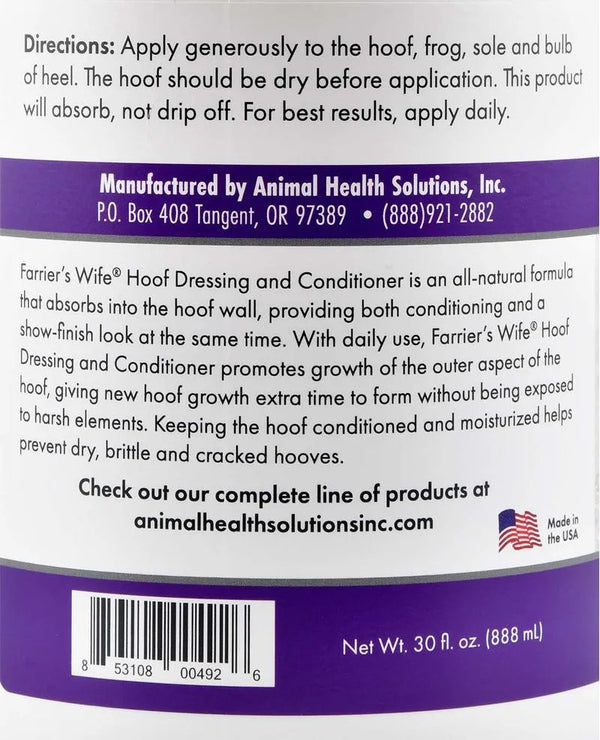 Directions: Apply generously to the hoof, frog, sole and bulb
of heel. The hoof should be dry before application. This product
will absorb, not drip off. For best results, apply daily.
Manufactured by Animal Health Solutions, Inc.
P.O. Box 408 Tangent, OR 97389 • (888)921-2882
Farrier's Wife® Hoof Dressing and Conditioner is an all-natural formula
that absorbs into the hoof wall, providing both conditioning and a
show-finish look at the same time. With daily use, Farrier's Wife® Hoof
Dressing and Conditioner promotes growth of the outer aspect of the
hoof, giving new hoof growth extra time to form without being exposed
to harsh elements. Keeping the hoof conditioned and moisturized helps
prevent dry, brittle and cracked hooves.
Check out our complete line of products at
animalhealthsolutionsinc.com
Made in
the USA
8 53108 00492 6
Net Wt. 30 fl. oz. (888 mL)